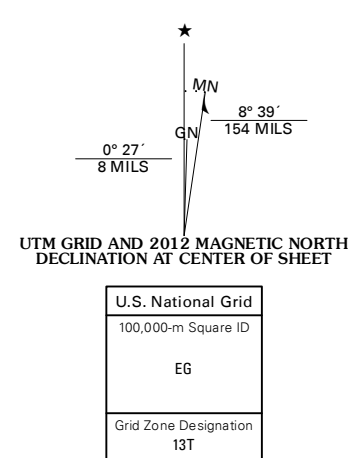 ★
MN
8° 39´
154 MILS
GN
0° 27´
8 MILS
UTM GRID AND 2012 MAGNETIC NORTH
DECLINATION AT CENTER OF SHEET
U.S. National Grid
100,000-m Square ID
EG
Grid Zone Designation
13T